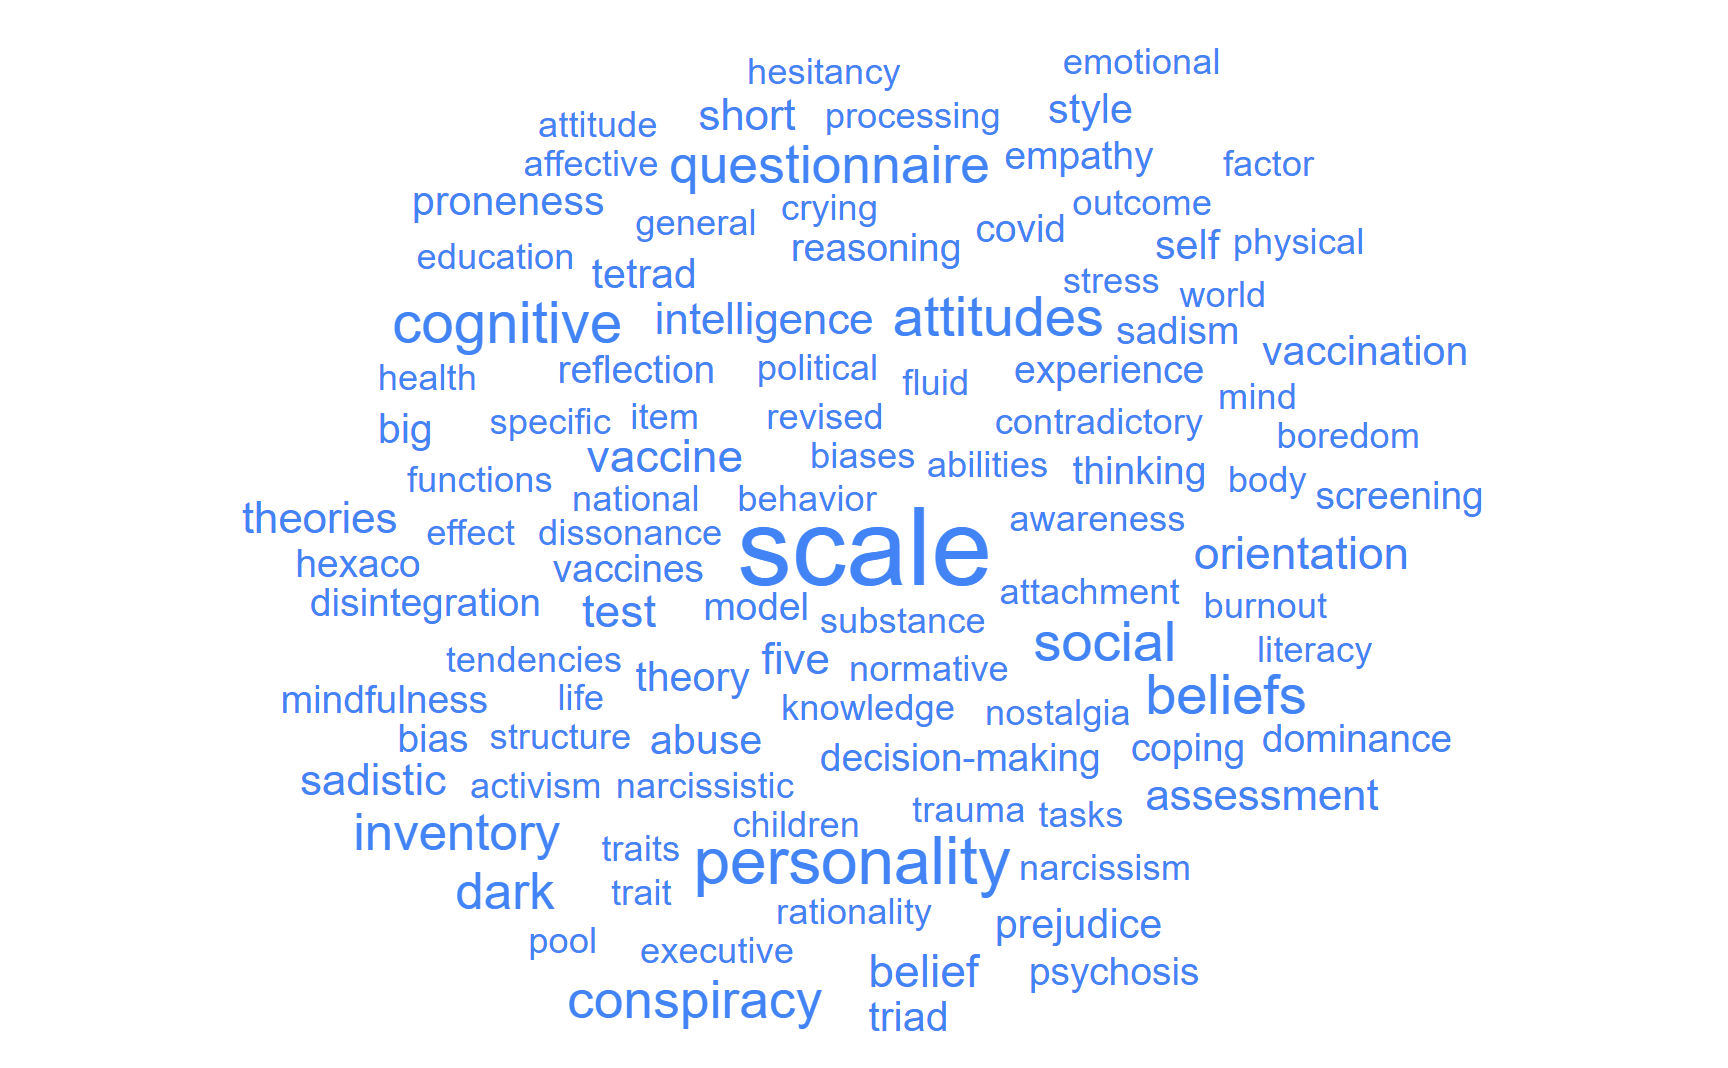 hesitancy
emotional
attitude
short
processing
style
affective
questionnaire
empathy
factor
proneness
general
crying
outcome
education
tetrad
reasoning
covid
self
physical
stress
world
cognitive
intelligence
attitudes
sadism
vaccination
health
reflection
political
fluid
experience
mind
big
specific
item
revised
contradictory
boredom
functions
vaccine
biases
abilities
thinking
body
screening
national
behavior
theories
effect
dissonance
scale
awareness
orientation
hexaco
vaccines
disintegration
test
model
substance
attachment
burnout
tendencies
theory
five
normative
social
literacy
mindfulness
life
knowledge
nostalgia
beliefs
bias
structure
abuse
decision-making
coping
dominance
sadistic
activism
narcissistic
trauma
tasks
assessment
inventory
children
traits
personality
narcissism
dark
trait
rationality
prejudice
pool
executive
belief
psychosis
conspiracy
triad